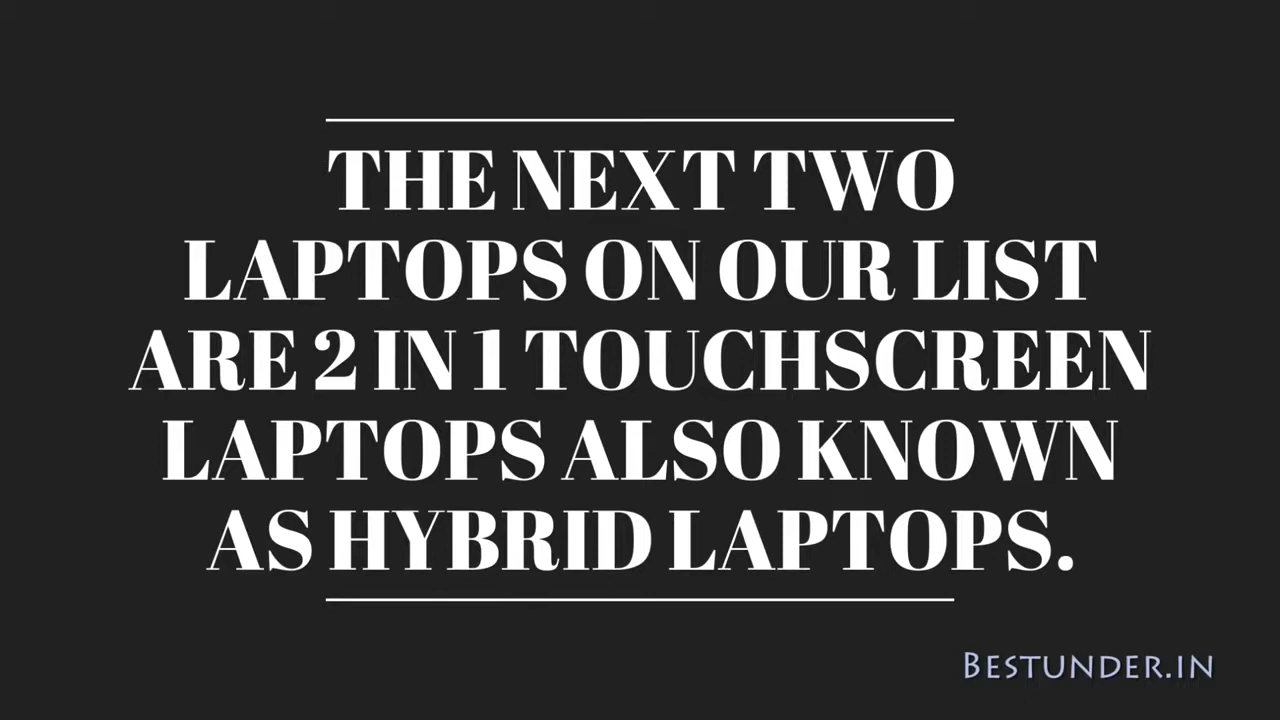 THE NEXT TWO
LAPTOPS ON OUR LIST
ARE 2 IN 1 TOUCHSCREEN
LAPTOPS ALSO KNOWN
AS HYBRID LAPTOPS.
BESTUNDER.IN